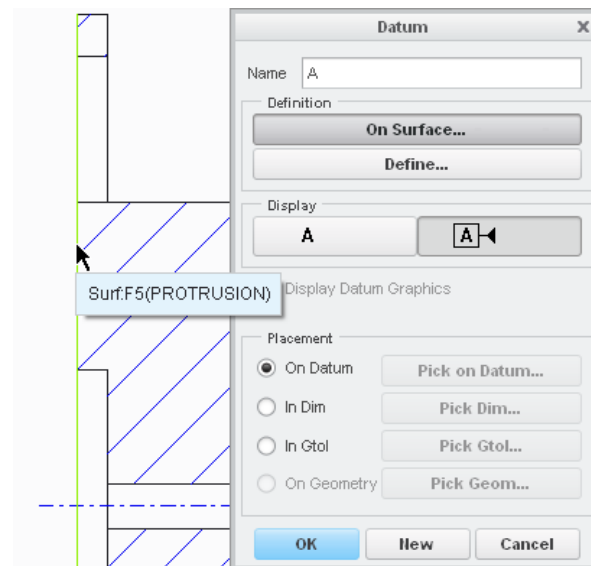 Datum
Name A
Definition
On Surface...
Define...
Display
A A
Surf:F5(PROTRUSION)
Display Datum Graphics
Placement
On Datum Pick on Datum...
In Dim Pick Dim...
In Gtol Pick Gtol...
On Geometry Pick Geom...
OK New Cancel